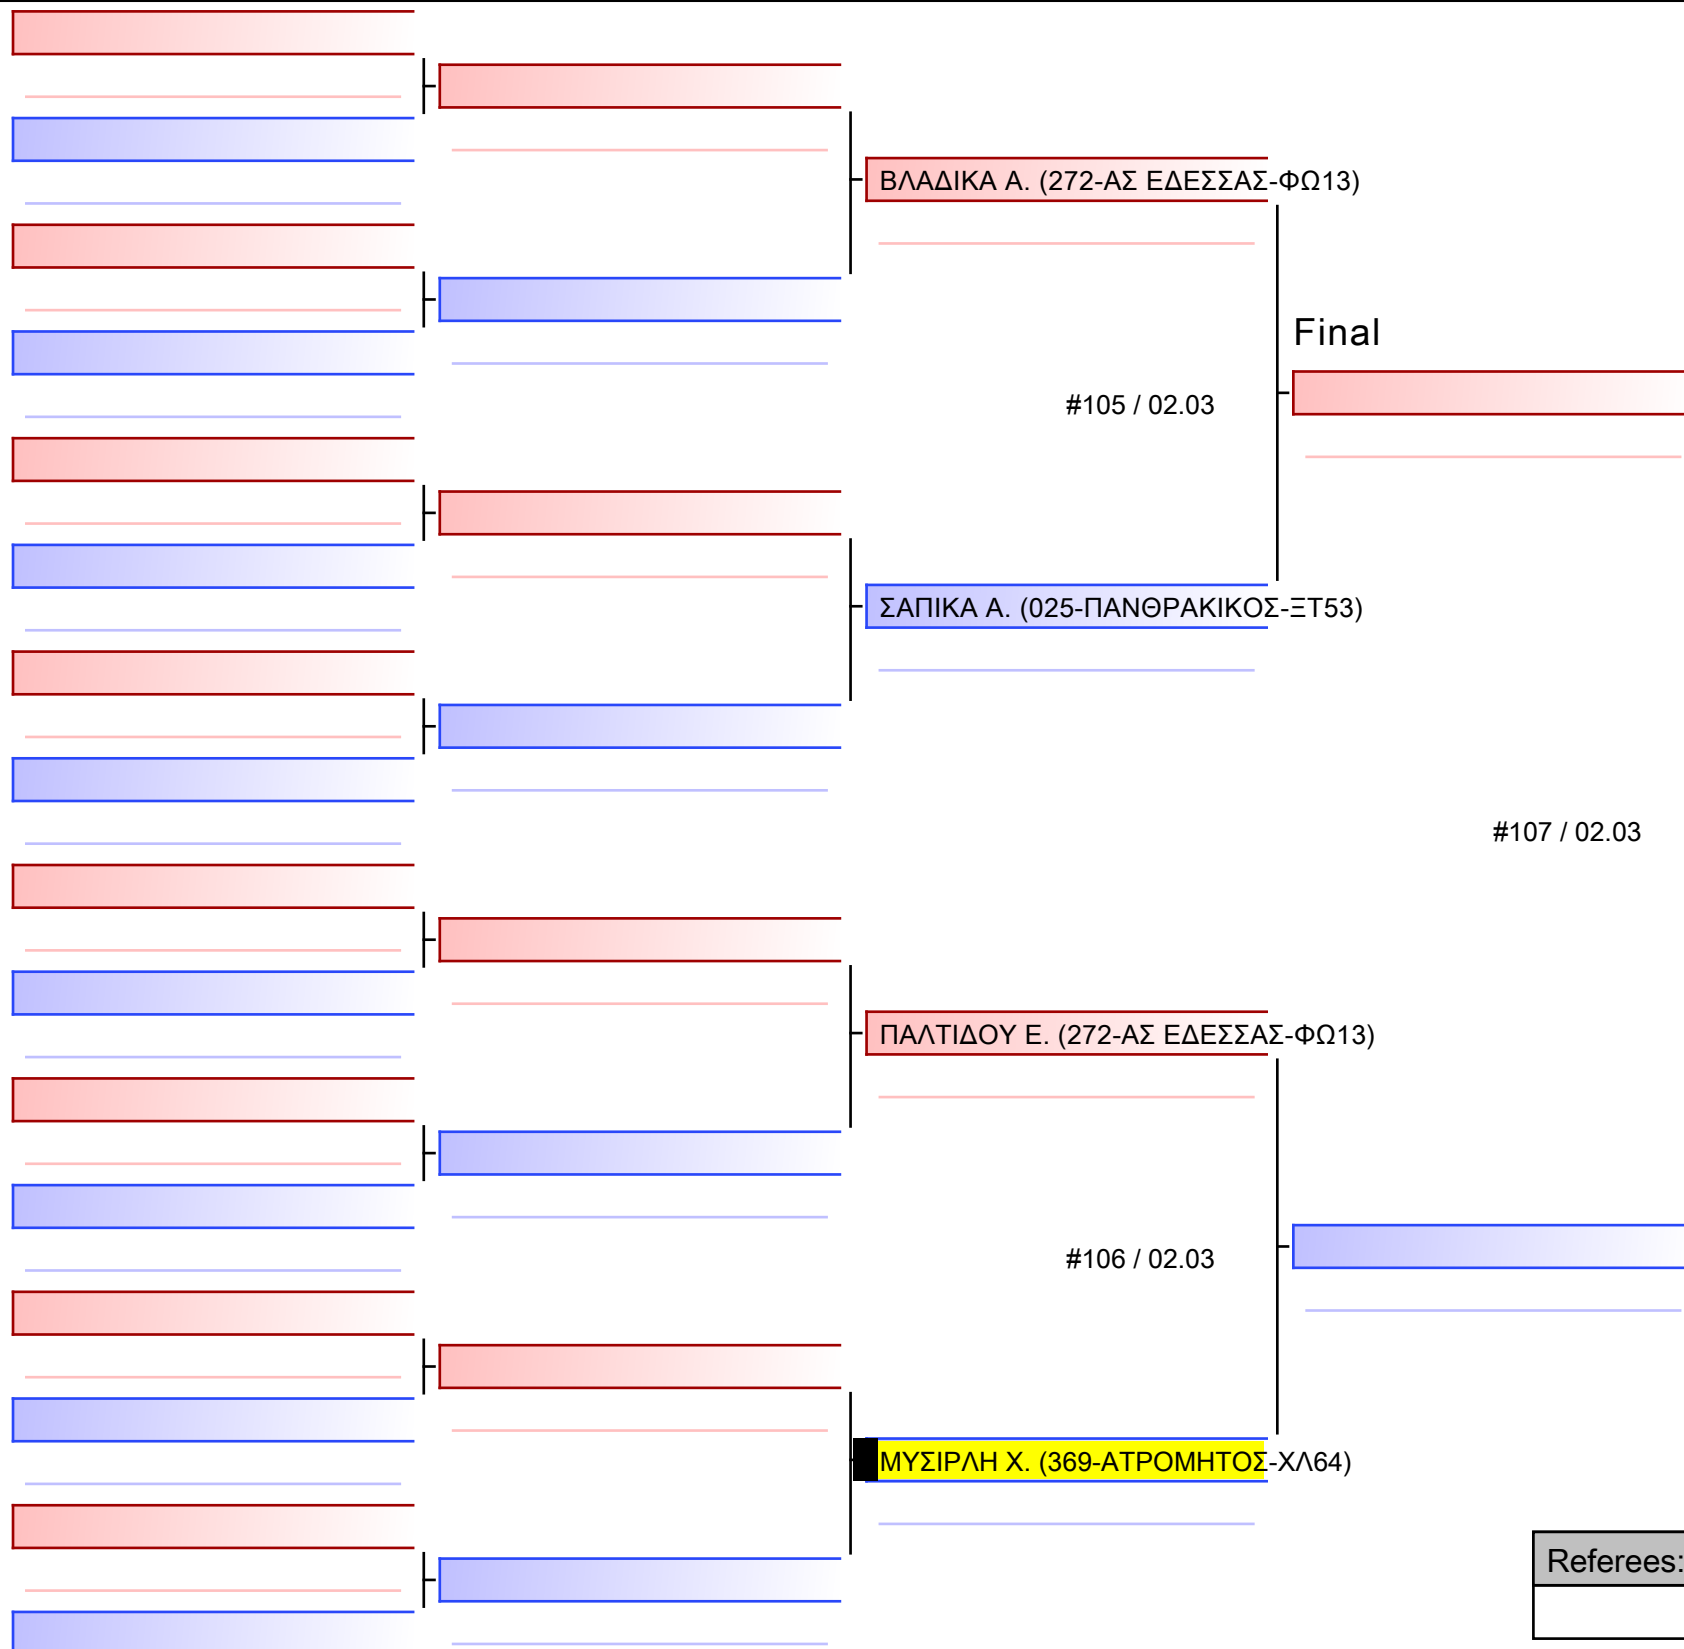 ΒΛΑΔΙΚΑ Α. (272-ΑΣ ΕΔΕΣΣΑΣ-ΦΩ13)
Final
#105 / 02.03
ΣΑΠΙΚΑ Α. (025-ΠΑΝΘΡΑΚΙΚΟΣ-ΞΤ53)
#107 / 02.03
ΠΑΛΤΙΔΟΥ Ε. (272-ΑΣ ΕΔΕΣΣΑΣ-ΦΩ13)
#106 / 02.03
ΜΥΣΙΡΛΗ Χ. (369-ΑΤΡΟΜΗΤΟΣ-ΧΛ64)
Referees: